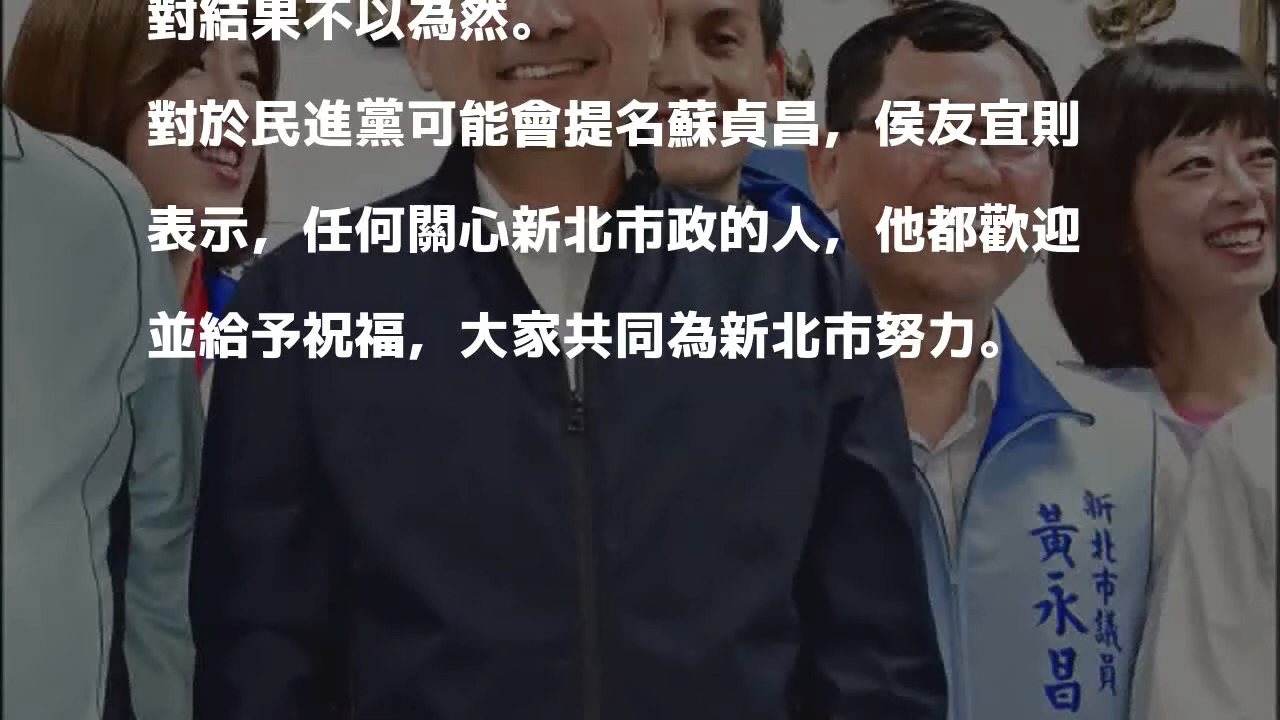 對結果不以為然。
對於民進黨可能會提名蘇貞昌，侯友宜則
表示，任何關心新北市政的人，他都歡迎
並給予祝福，大家共同為新北市努力。
新北市議員
黃永昌